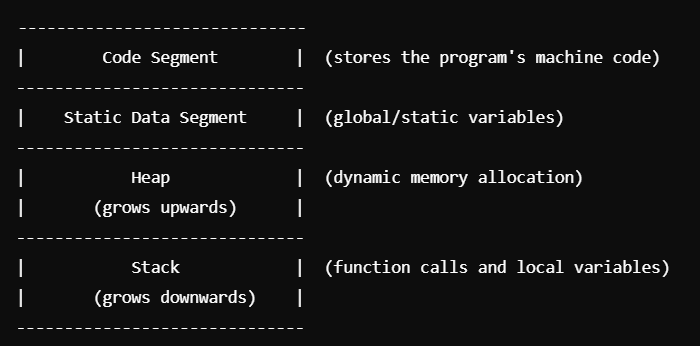 ------------------------------
|        Code Segment        |  (stores the program's machine code)
------------------------------
|    Static Data Segment     |  (global/static variables)
------------------------------
|           Heap             |  (dynamic memory allocation)
|       (grows upwards)      |
------------------------------
|           Stack            |  (function calls and local variables)
|       (grows downwards)    |
------------------------------